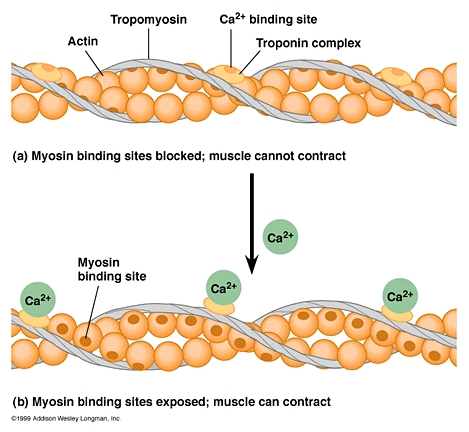 Tropomyosin
Ca2+ binding site
Actin
Troponin complex
(a) Myosin binding sites blocked; muscle cannot contract
Ca2+
Myosin
binding site
Ca2+
Ca2+
Ca2+
(b) Myosin binding sites exposed; muscle can contract
©1999 Addison Wesley Longman, Inc.